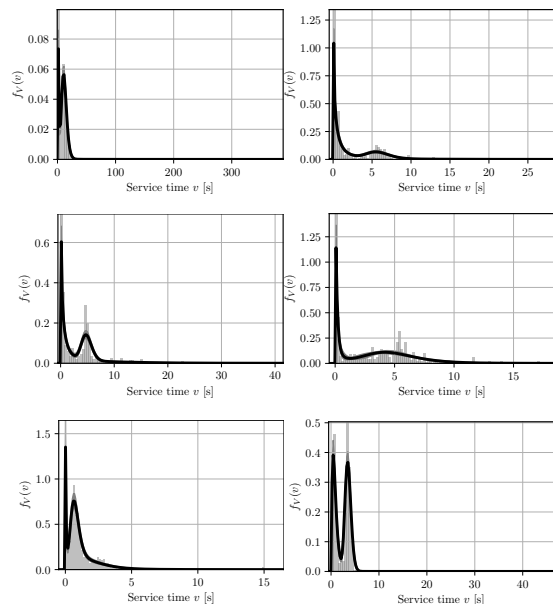 0.08
0.06
0.04
0.02
0.00
f_V(v)
0 100 200 300
Service time v [s]
1.25
1.00
0.75
0.50
0.25
0.00
f_V(v)
0 5 10 15 20 25
Service time v [s]
0.6
0.4
0.2
0.0
f_V(v)
0 10 20 30 40
Service time v [s]
1.25
1.00
0.75
0.50
0.25
0.00
f_V(v)
0 5 10 15
Service time v [s]
1.5
1.0
0.5
0.0
f_V(v)
0 5 10 15
Service time v [s]
0.5
0.4
0.3
0.2
0.1
0.0
f_V(v)
0 10 20 30 40
Service time v [s]